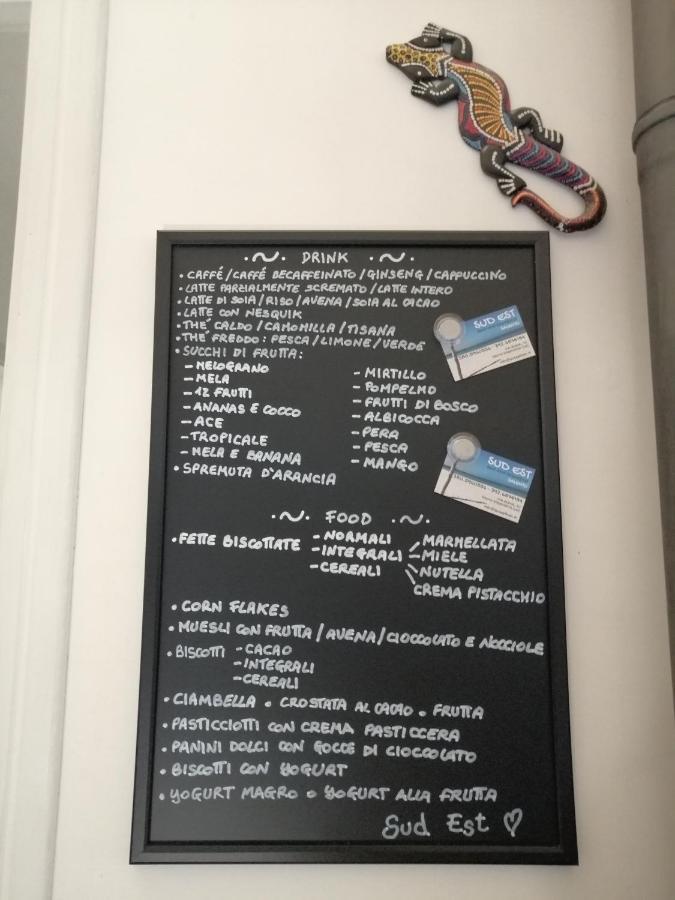 ·~· DRINK ·~·
• CAFFÉ/CAFFÉ DECAFFEINATO/GINSENG/CAPPUCCINO
• LATTE PARZIALMENTE SCREMATO/LATTE INTERO
• LATTE DI SOIA/RISO/AVENA/SOIA AL CACAO
• LATTE CON NESQUIK
• THE' CALDO/CAMOMILLA/TISANA
• THE' FREDDO: PESCA/LIMONE/VERDE
• SUCCHI DI FRUTTA:
- MELOGRANO
- MELA
- 12 FRUTTI
- ANANAS E COCCO
- ACE
- TROPICALE
- MELA E BANANA
- MIRTILLO
- POMPELMO
- FRUTTI DI BOSCO
- ALBICOCCA
- PERA
- PESCA
- MANGO
• SPREMUTA D'ARANCIA
SUD EST
SUD EST
·~· FOOD ·~·
• FETTE BISCOTTATE
- NORMALI
- INTEGRALI
- CEREALI
MARMELLATA
MIELE
NUTELLA
CREMA PISTACCHIO
• CORN FLAKES
• MUESLI CON FRUTTA/AVENA/CIOCCOLATO E NOCCIOLE
• BISCOTTI - CACAO
- INTEGRALI
- CEREALI
• CIAMBELLA • CROSTATA AL CACAO • FRUTTA
• PASTICCIOTTI CON CREMA PASTICCERA
• PANINI DOLCI CON GOCCE DI CIOCCOLATO
• BISCOTTI CON YOGURT
• YOGURT MAGRO O YOGURT ALLA FRUTTA
Sud Est ♡